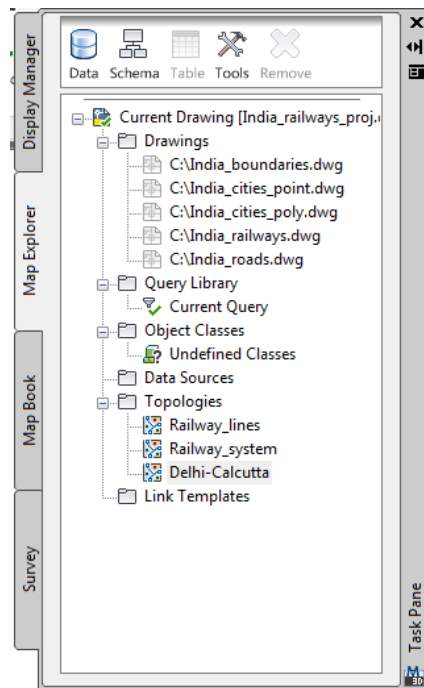 Display Manager
Map Explorer
Map Book
Survey
Data Schema Table Tools Remove
Current Drawing [India_railways_proj.
Drawings
C:\India_boundaries.dwg
C:\India_cities_point.dwg
C:\India_cities_poly.dwg
C:\India_railways.dwg
C:\India_roads.dwg
Query Library
Current Query
Object Classes
Undefined Classes
Data Sources
Topologies
Railway_lines
Railway_system
Delhi-Calcutta
Link Templates
Task Pane
M
3D